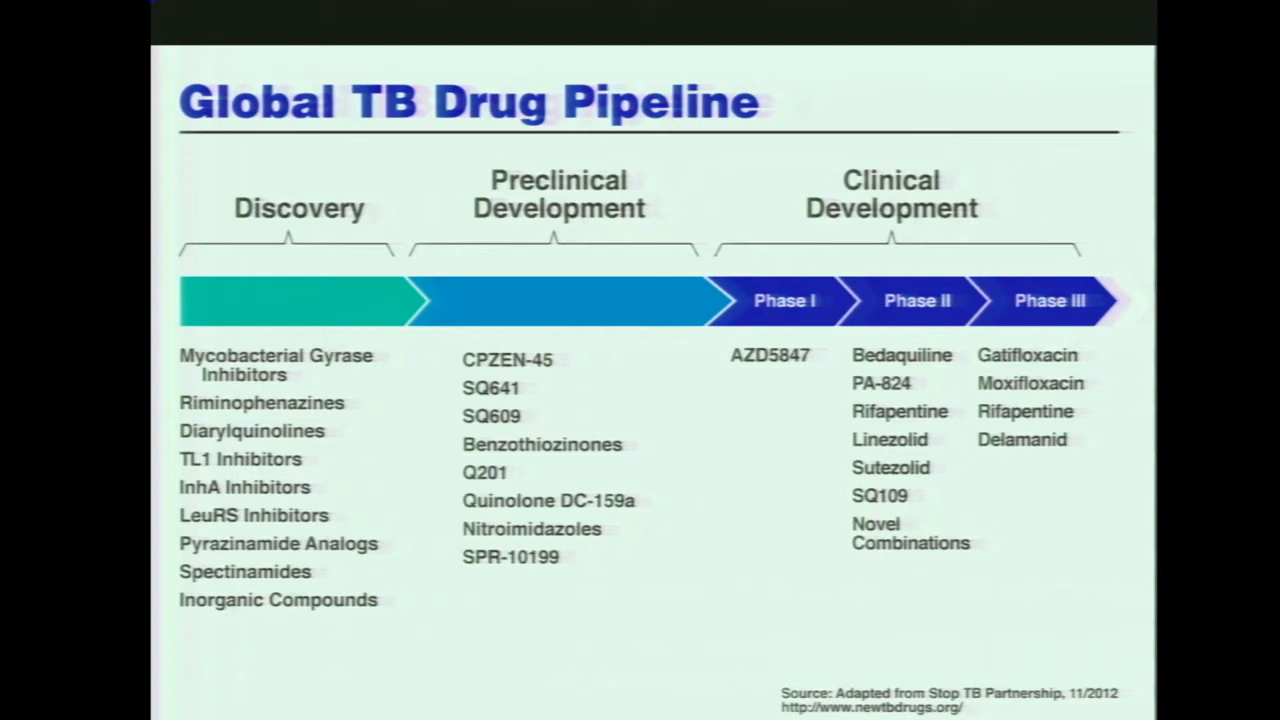 Global TB Drug Pipeline
Discovery
Preclinical
Development
Clinical
Development
Phase I
Phase II
Phase III
Mycobacterial Gyrase
Inhibitors
Riminophenazines
Diarylquinolines
TL1 Inhibitors
InhA Inhibitors
LeuRS Inhibitors
Pyrazinamide Analogs
Spectinamides
Inorganic Compounds
CPZEN-45
SQ641
SQ609
Benzothiozinones
Q201
Quinolone DC-159a
Nitroimidazoles
SPR-10199
AZD5847
Bedaquiline
PA-824
Rifapentine
Linezolid
Sutezolid
SQ109
Novel
Combinations
Gatifloxacin
Moxifloxacin
Rifapentine
Delamanid
Source: Adapted from Stop TB Partnership, 11/2012
http://www.newtbdrugs.org/